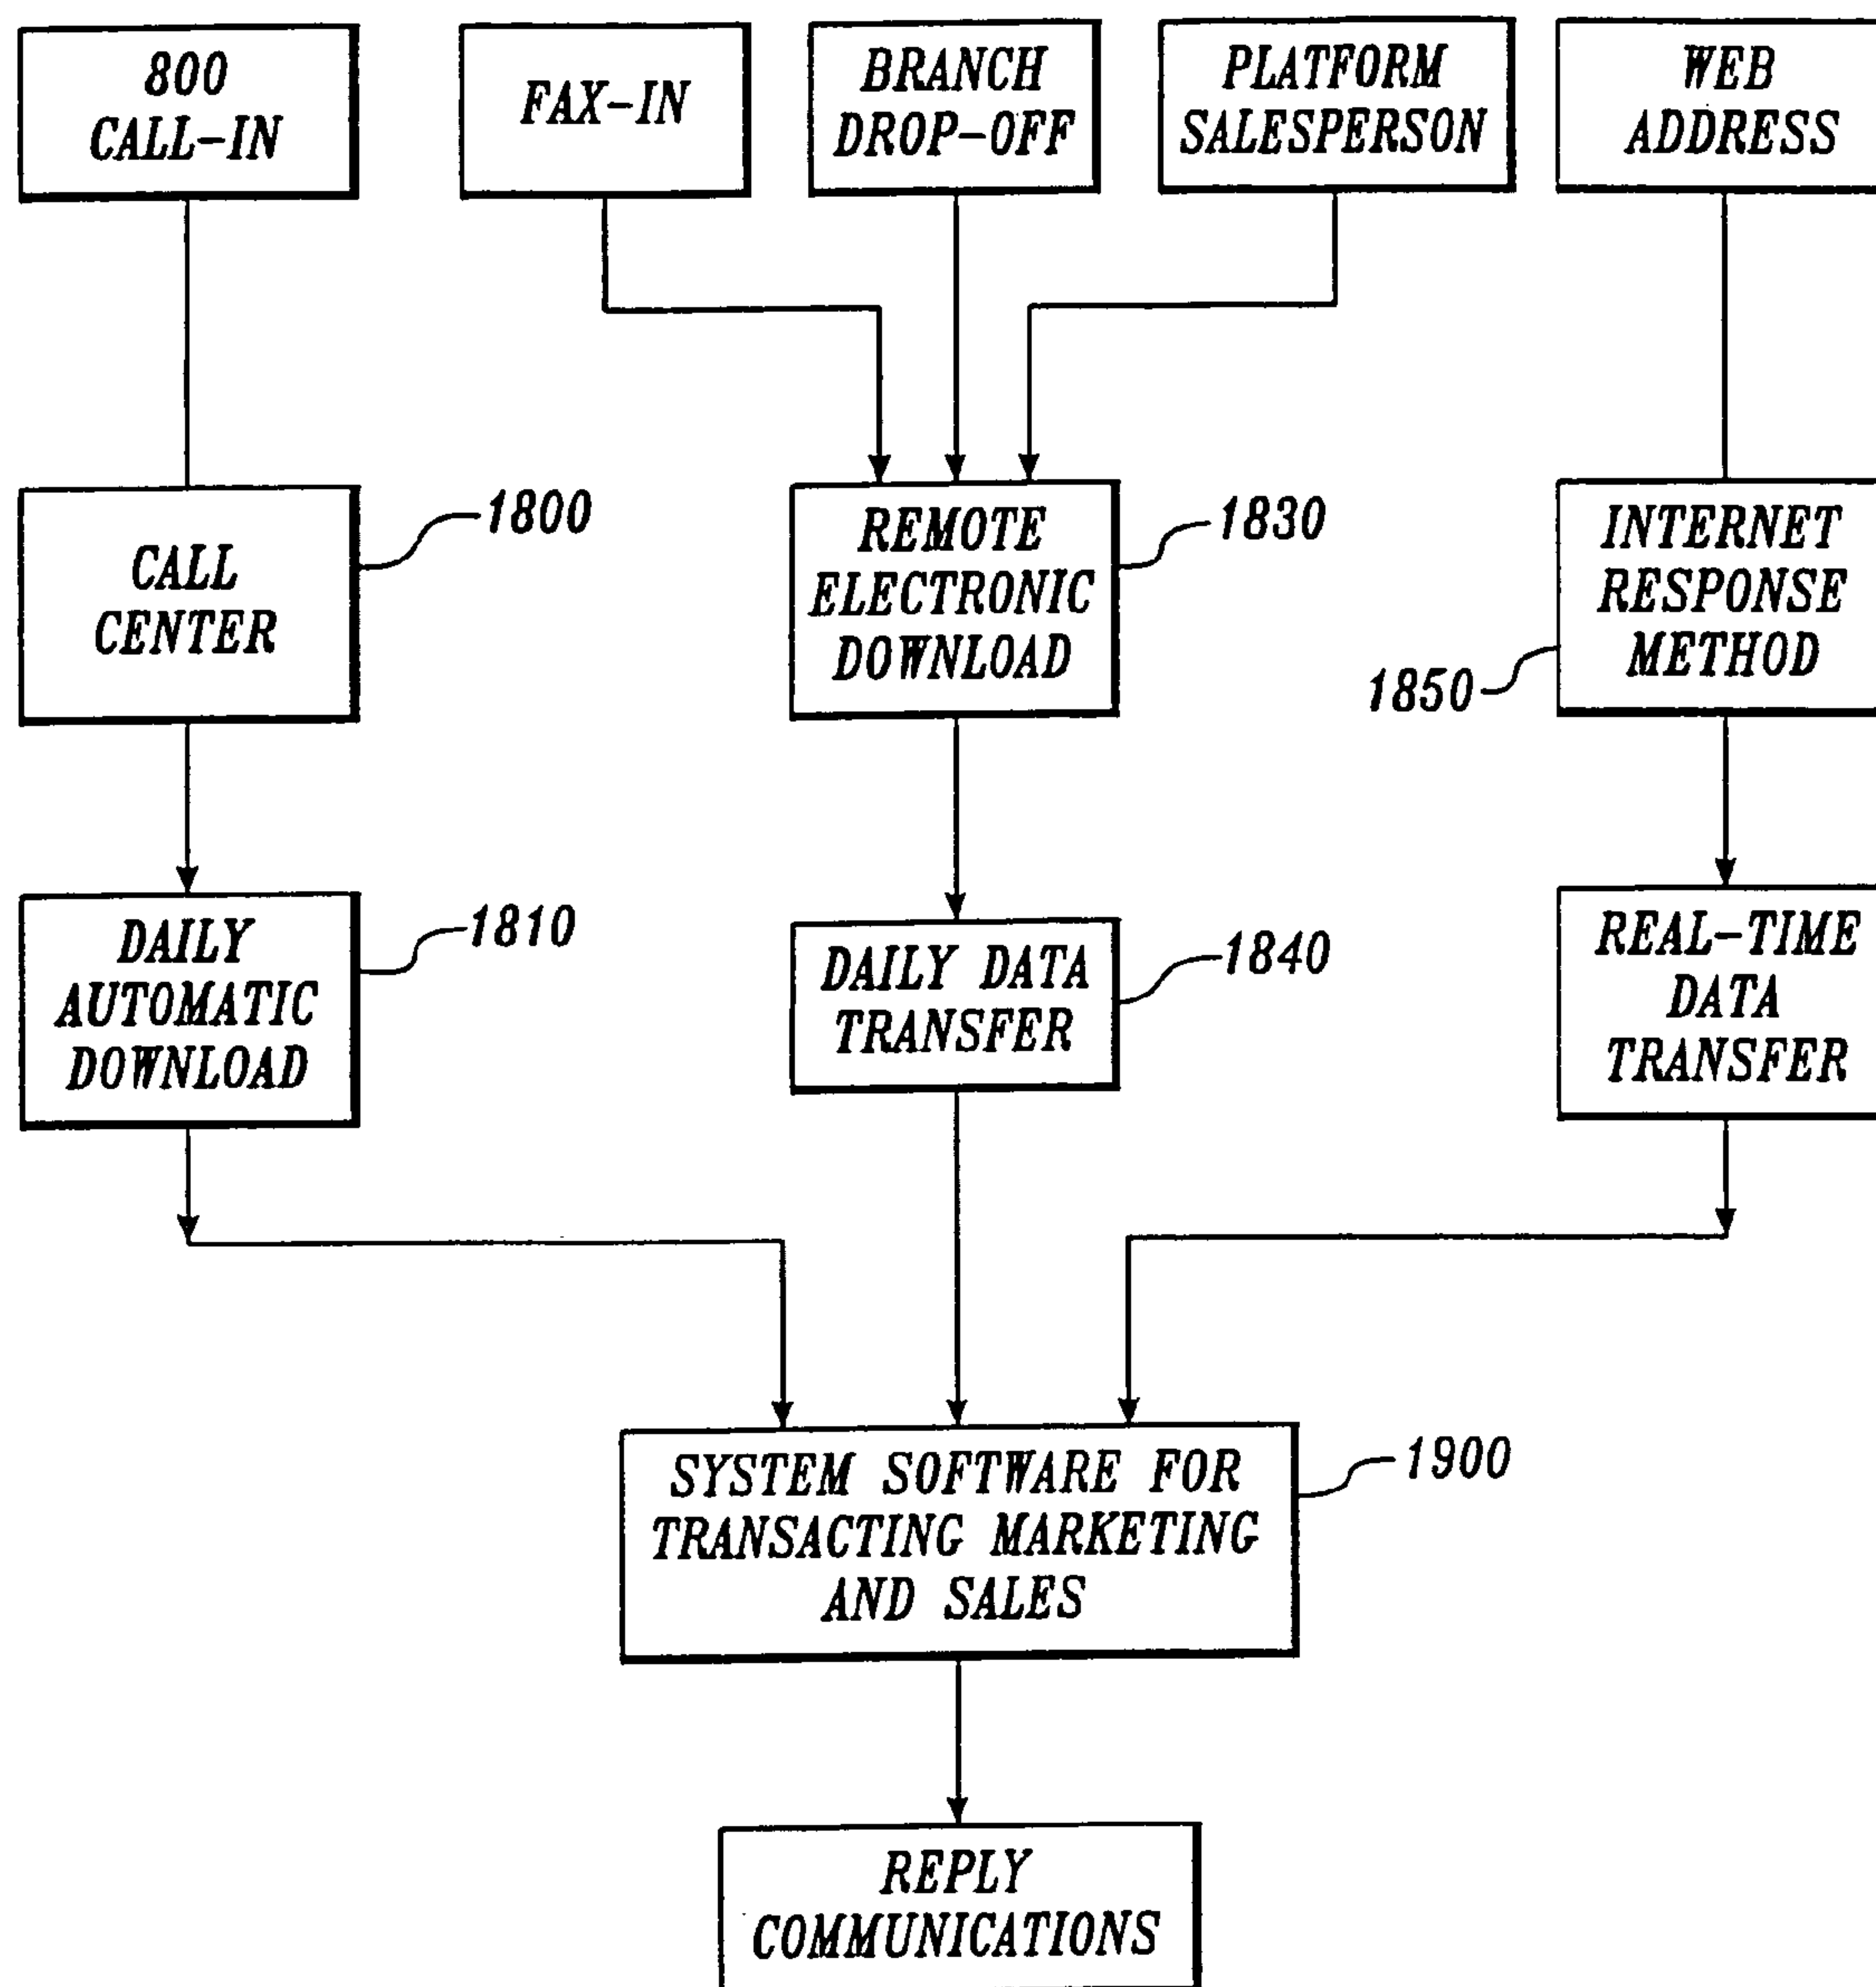 800
CALL-IN
FAX-IN
BRANCH
DROP-OFF
PLATFORM
SALESPERSON
WEB
ADDRESS
CALL
CENTER
1800
REMOTE
ELECTRONIC
DOWNLOAD
1830
INTERNET
RESPONSE
METHOD
1850
DAILY
AUTOMATIC
DOWNLOAD
1810
DAILY DATA
TRANSFER
1840
REAL-TIME
DATA
TRANSFER
SYSTEM SOFTWARE FOR
TRANSACTING MARKETING
AND SALES
1900
REPLY
COMMUNICATIONS